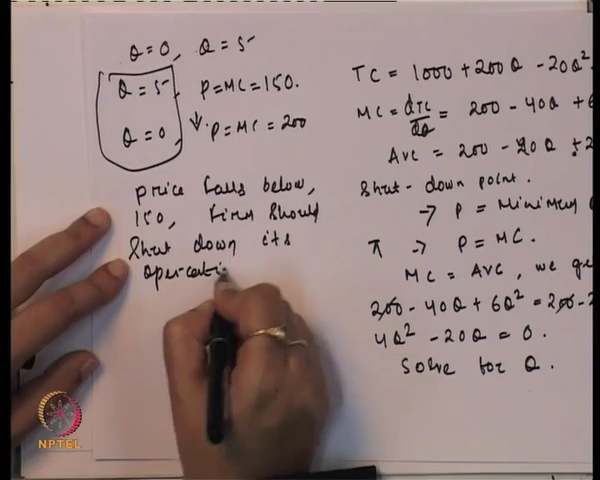 Q = 0, Q = 5
Q = 5, P = MC = 150.
Q = 0, ↓. P = MC = 200
price falls below,
150, Firm should
Shut down its
operati
TC = 1000 + 200Q - 20Q²
MC = dTC/dQ = 200 - 40Q + 6
AVC = 200 - 20Q + 2
Shut-down point.
→ P = Minimum
π → P = MC.
MC = AVC, we ge
200 - 40Q + 6Q² = 200 - 2
4Q² - 20Q = 0.
Solve for Q.
NPTEL